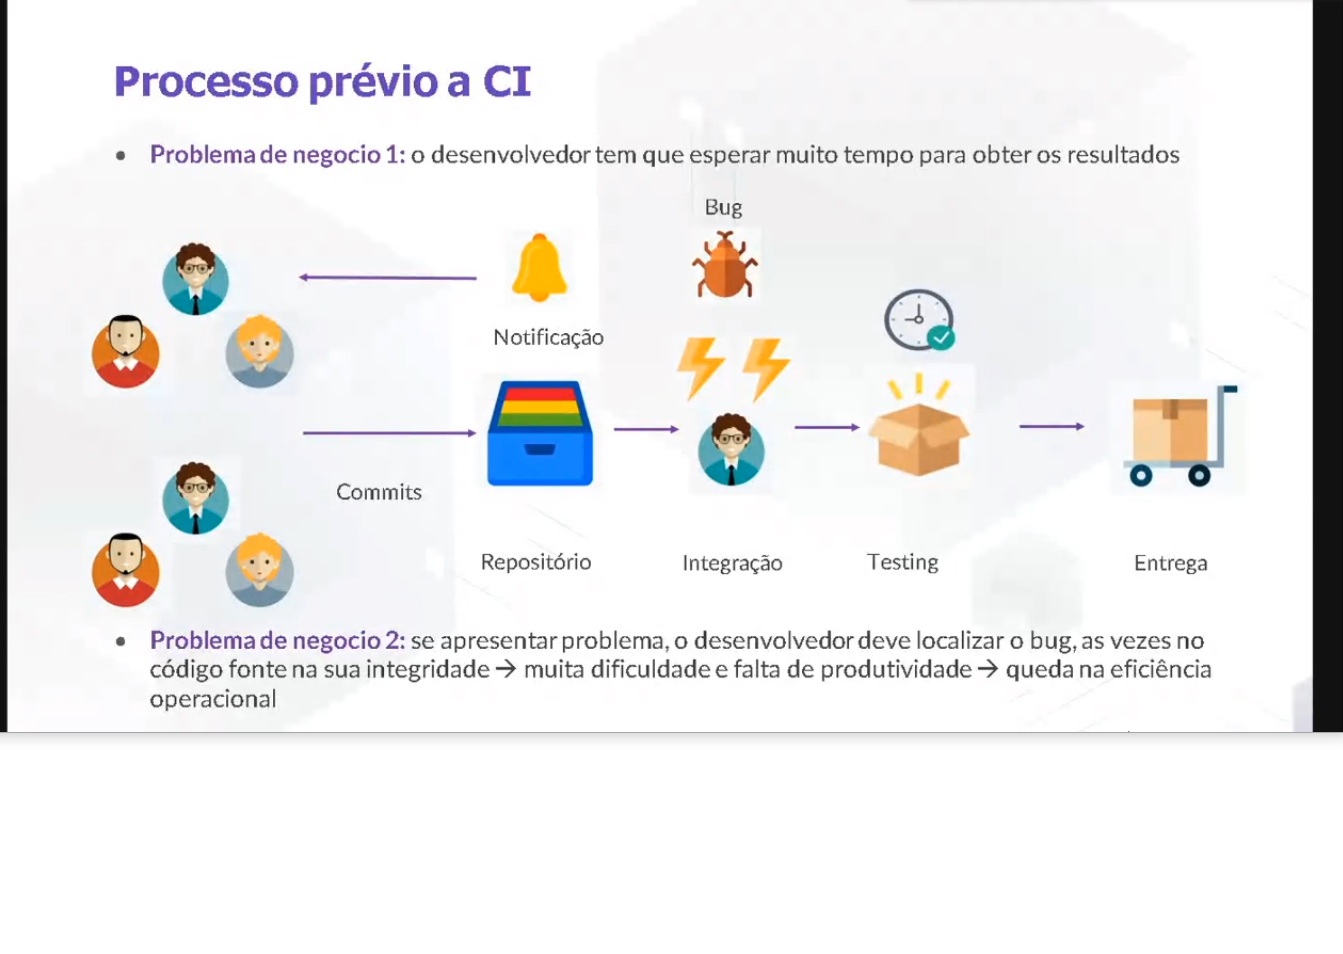 Processo prévio a CI
• Problema de negocio 1: o desenvolvedor tem que esperar muito tempo para obter os resultados
Bug
Notificação
Commits
Repositório
Integração
Testing
Entrega
• Problema de negocio 2: se apresentar problema, o desenvolvedor deve localizar o bug, as vezes no
código fonte na sua integridade → muita dificuldade e falta de produtividade → queda na eficiência
operacional